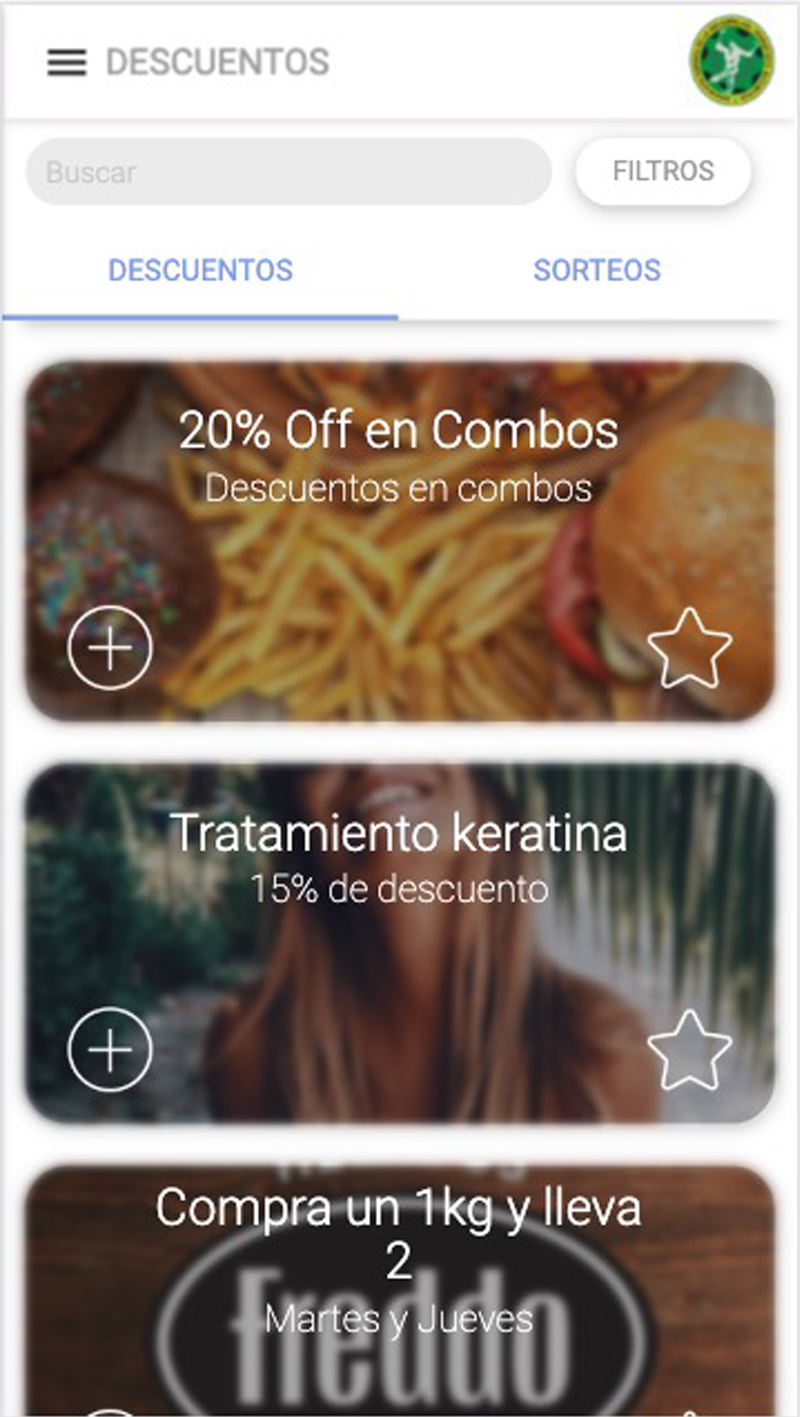 DESCUENTOS
Buscar
FILTROS
DESCUENTOS
SORTEOS
20% Off en Combos
Descuentos en combos
Tratamiento keratina
15% de descuento
Compra un 1kg y lleva
2
Martes y Jueves
freddo